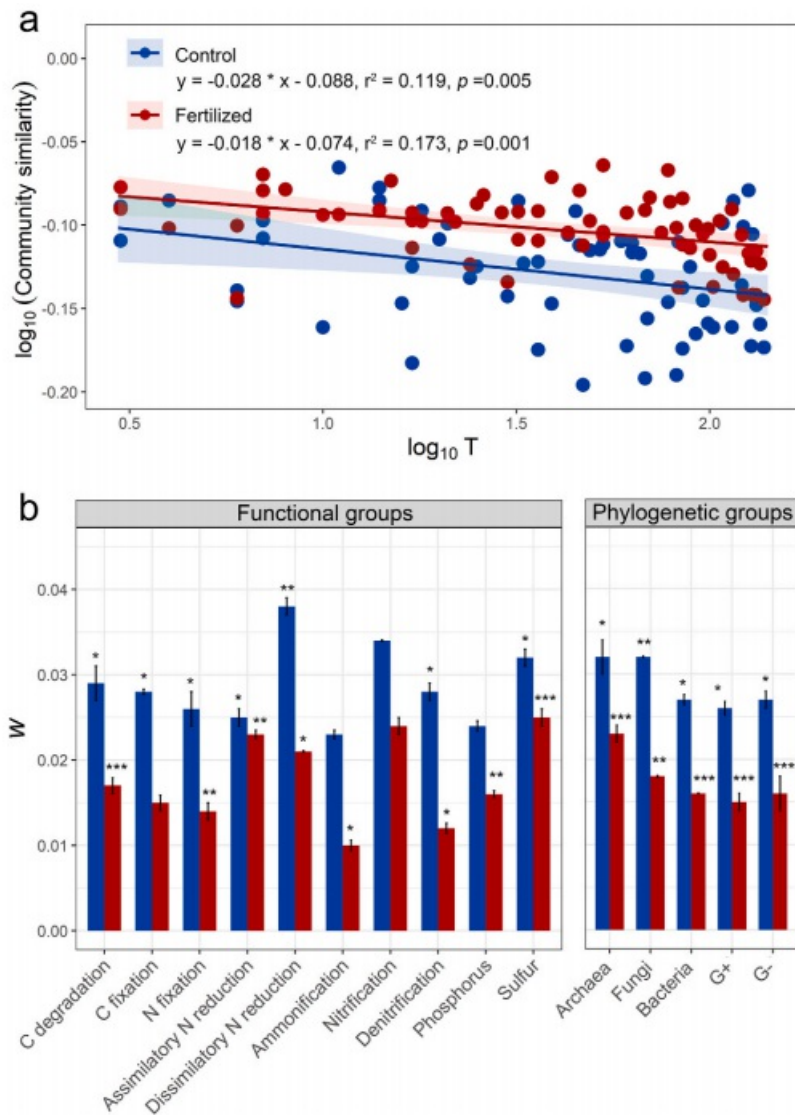 a
0.00
-0.05
-0.10
-0.15
-0.20
log₁₀ (Community similarity)
Control
y = -0.028 * x - 0.088, r² = 0.119, p =0.005
Fertilized
y = -0.018 * x - 0.074, r² = 0.173, p =0.001
0.5 1.0 1.5 2.0
log₁₀ T
b
Functional groups
Phylogenetic groups
0.04
0.03
0.02
0.01
0.00
W
* * * * ** * * * ** * * *
*** ** ** * * * ** *** *** ** *** *** ***
C degradation
C fixation
N fixation
Assimilatory N reduction
Dissimilatory N reduction
Ammonification
Nitrification
Denitrification
Phosphorus
Sulfur
Archaea
Fungi
Bacteria
G+
G-